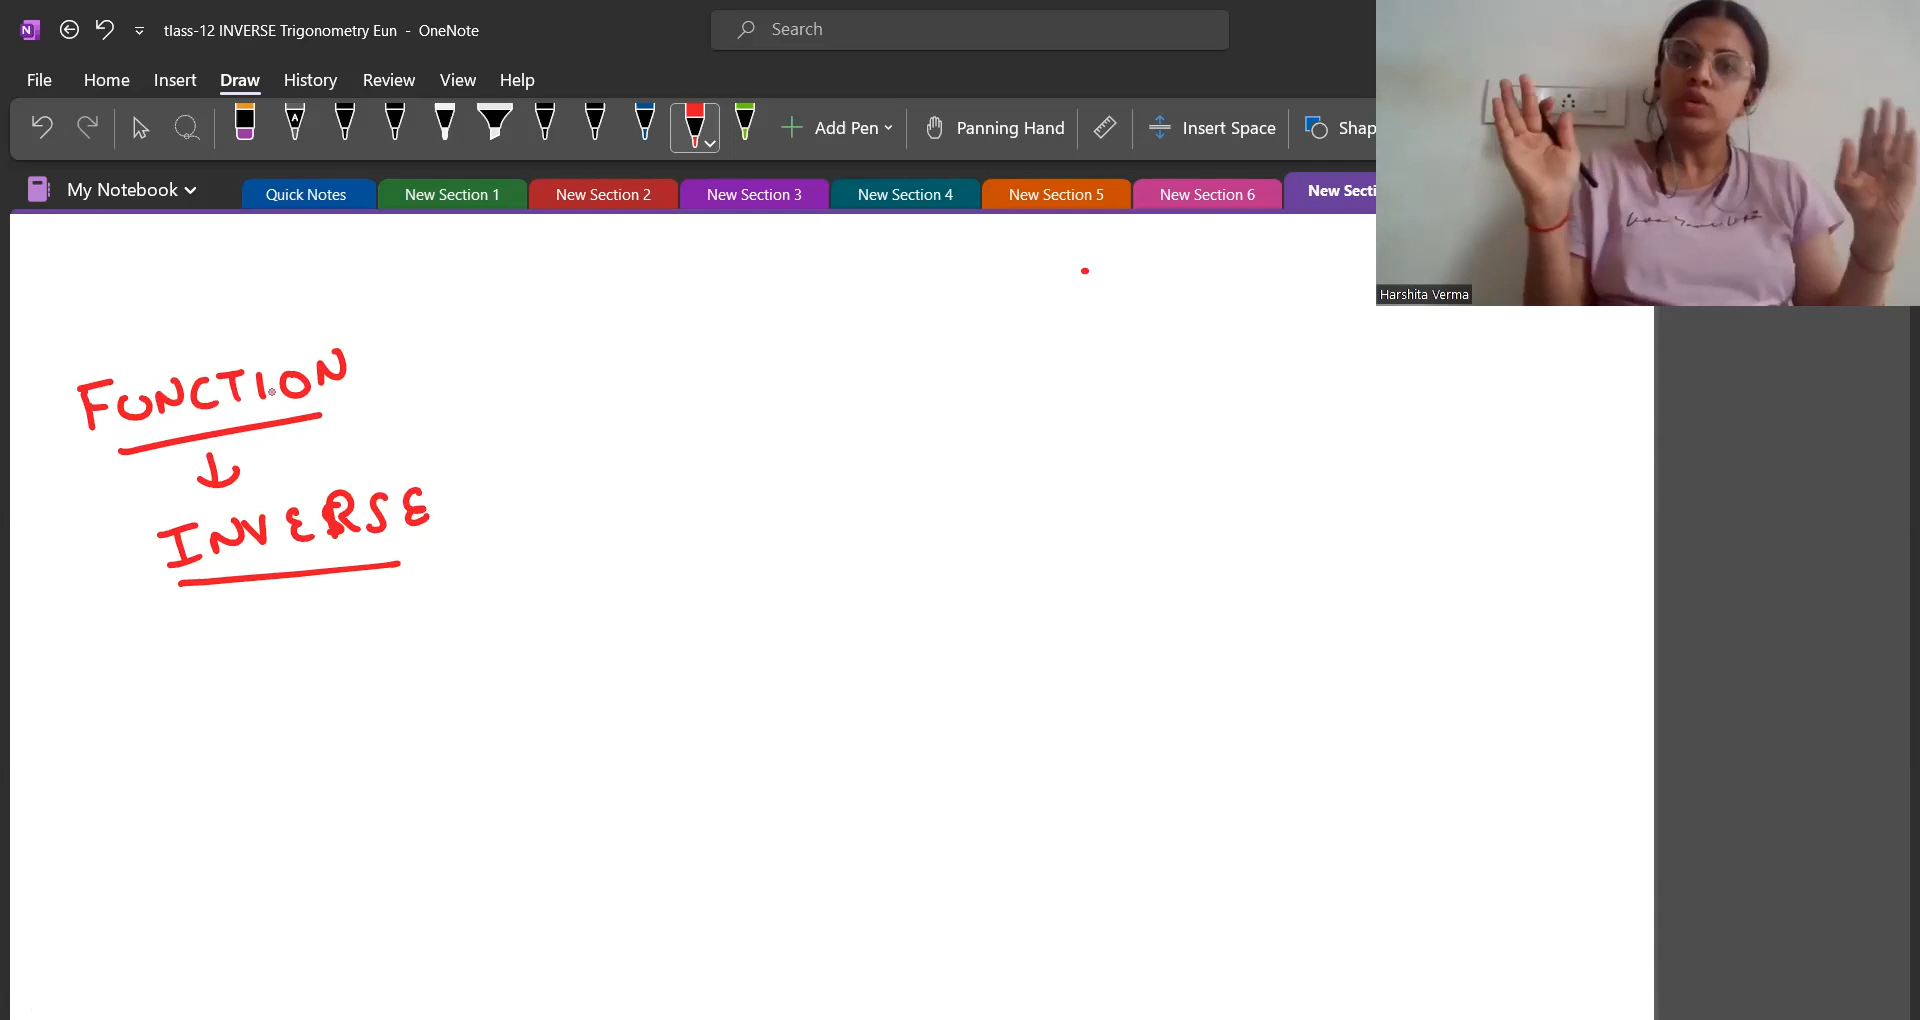 tlass-12 INVERSE Trigonometry Eun - OneNote
Search
File Home Insert Draw History Review View Help
Add Pen Panning Hand Insert Space Shap
My Notebook Quick Notes New Section 1 New Section 2 New Section 3 New Section 4 New Section 5 New Section 6 New Secti
Harshita Verma
FUNCTION
INVERSE